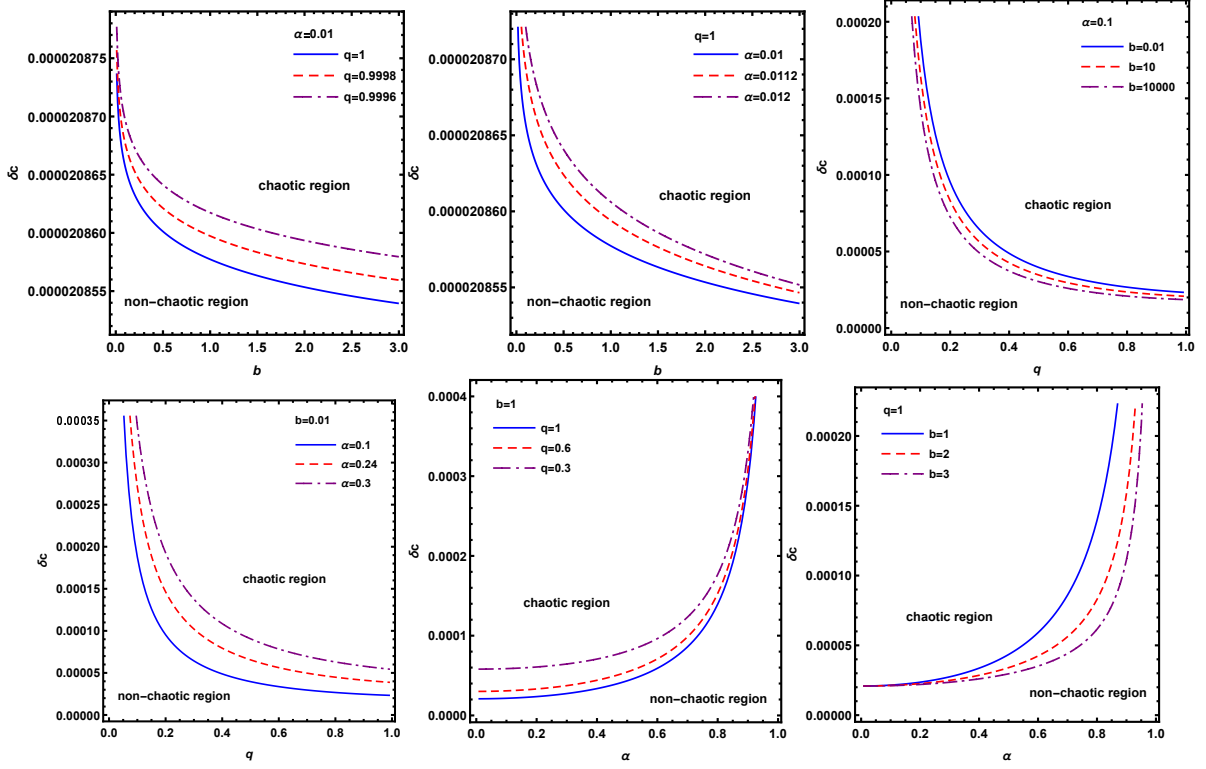 α=0.01
q=1
q=0.9998
q=0.9996
0.000020875
0.000020870
0.000020865
0.000020860
0.000020855
δc
chaotic region
non-chaotic region
0.0 0.5 1.0 1.5 2.0 2.5 3.0
b
q=1
α=0.01
α=0.0112
α=0.012
0.000020870
0.000020865
0.000020860
0.000020855
δc
chaotic region
non-chaotic region
0.0 0.5 1.0 1.5 2.0 2.5 3.0
b
α=0.1
b=0.01
b=10
b=10000
0.00020
0.00015
0.00010
0.00005
0.00000
δc
chaotic region
non-chaotic region
0.0 0.2 0.4 0.6 0.8 1.0
q
b=0.01
α=0.1
α=0.24
α=0.3
0.00035
0.00030
0.00025
0.00020
0.00015
0.00010
0.00005
0.00000
δc
chaotic region
non-chaotic region
0.0 0.2 0.4 0.6 0.8 1.0
q
b=1
q=1
q=0.6
q=0.3
0.0004
0.0003
0.0002
0.0001
0.0000
δc
chaotic region
non-chaotic region
0.0 0.2 0.4 0.6 0.8 1.0
α
q=1
b=1
b=2
b=3
0.00020
0.00015
0.00010
0.00005
0.00000
δc
chaotic region
non-chaotic region
0.0 0.2 0.4 0.6 0.8 1.0
α